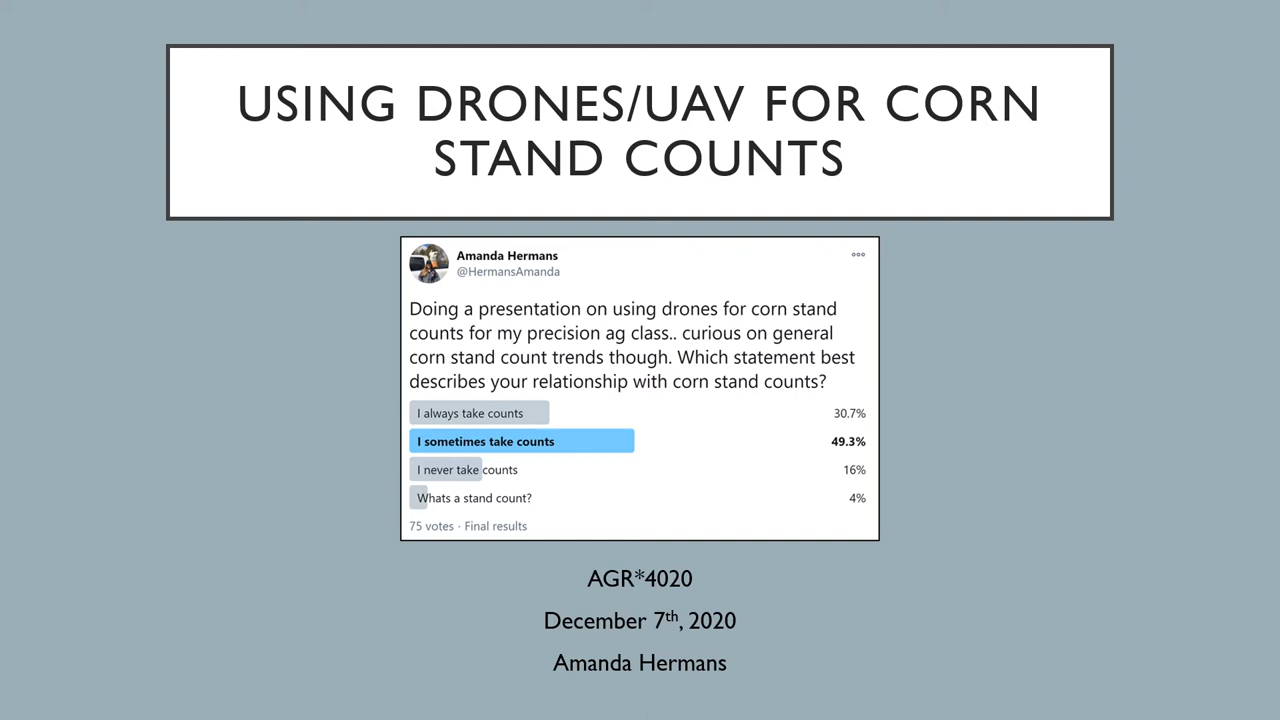 USING DRONES/UAV FOR CORN
STAND COUNTS
Amanda Hermans
@HermansAmanda
Doing a presentation on using drones for corn stand
counts for my precision ag class.. curious on general
corn stand count trends though. Which statement best
describes your relationship with corn stand counts?
I always take counts 30.7%
I sometimes take counts 49.3%
I never take counts 16%
Whats a stand count? 4%
75 votes · Final results
AGR*4020
December 7th, 2020
Amanda Hermans